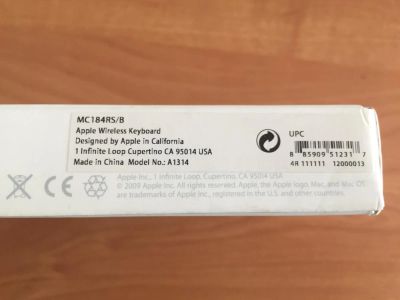 MC184RS/B
Apple Wireless Keyboard
Designed by Apple in California
1 Infinite Loop Cupertino CA 95014 USA
Made in China Model No.: A1314
UPC
8 85909 51231 7
4R 111111 12000013
Apple Inc., 1 Infinite Loop, Cupertino, CA 95014 USA
© 2009 Apple Inc. All rights reserved. Apple, the Apple logo, Mac, and Mac OS
are trademarks of Apple Inc., registered in the U.S. and other countries.